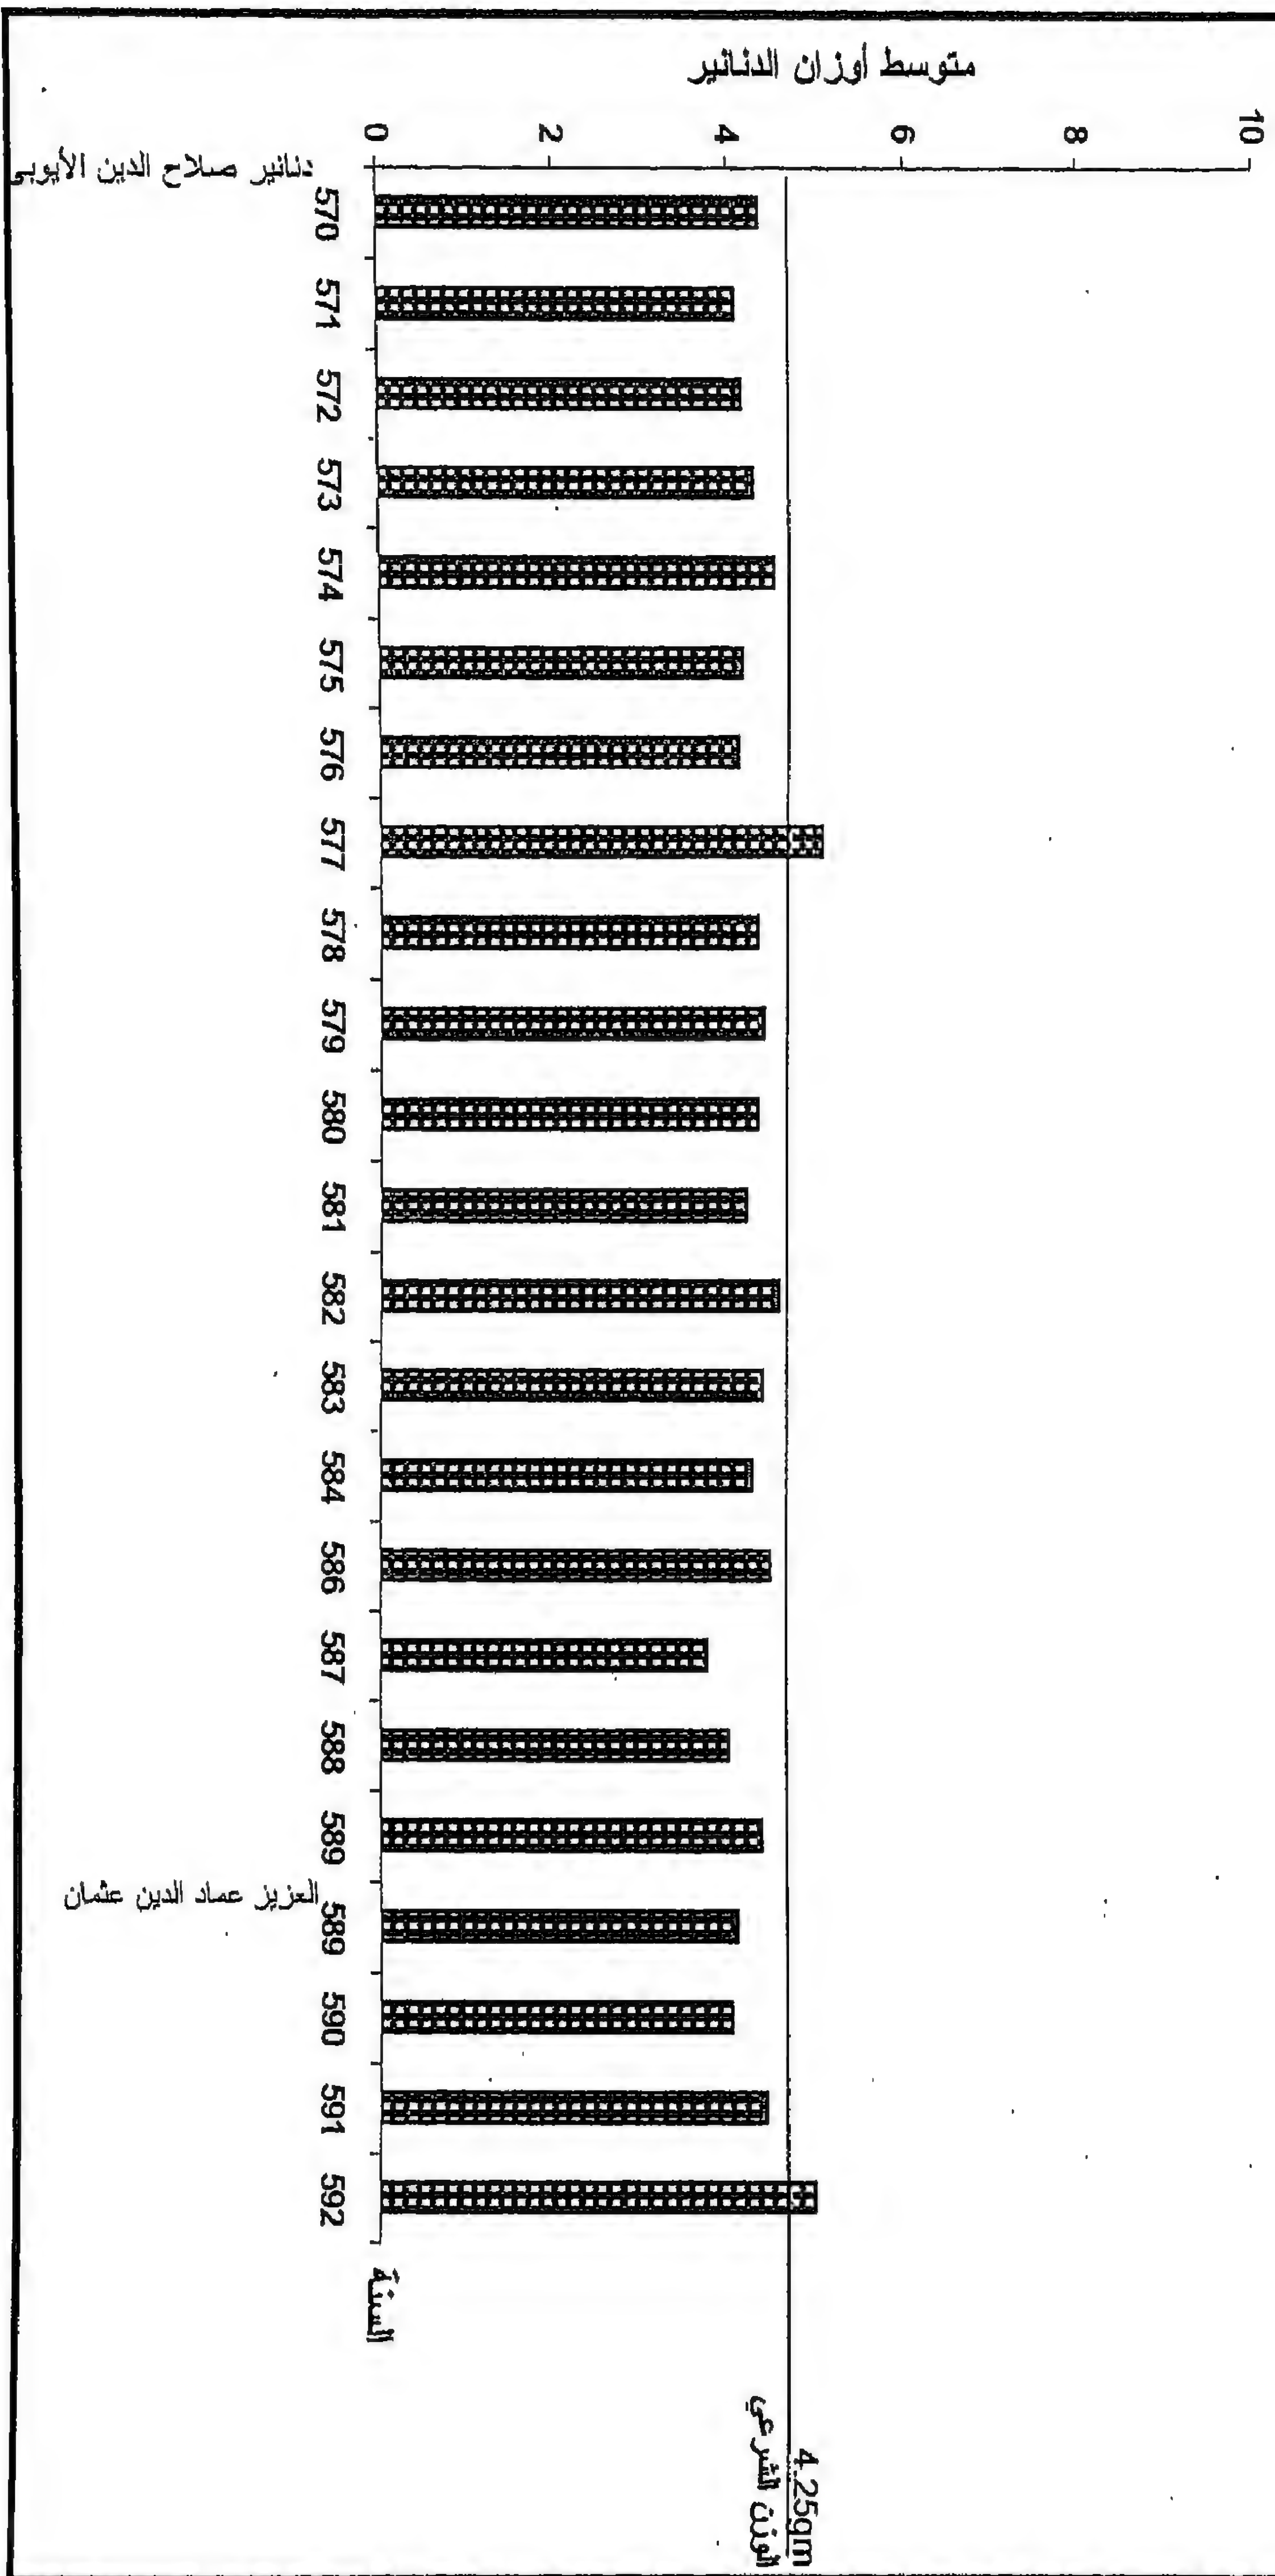 متوسط أوزان الدنانير
10
8
6
4
2
0
4.25gm
الوزن الشرعي
570 571 572 573 574 575 576 577 578 579 580 581 582 583 584 586 587 588 589 589 590 591 592
السنة
دنانير صلاح الدين الأيوبى
العزيز عماد الدين عثمان